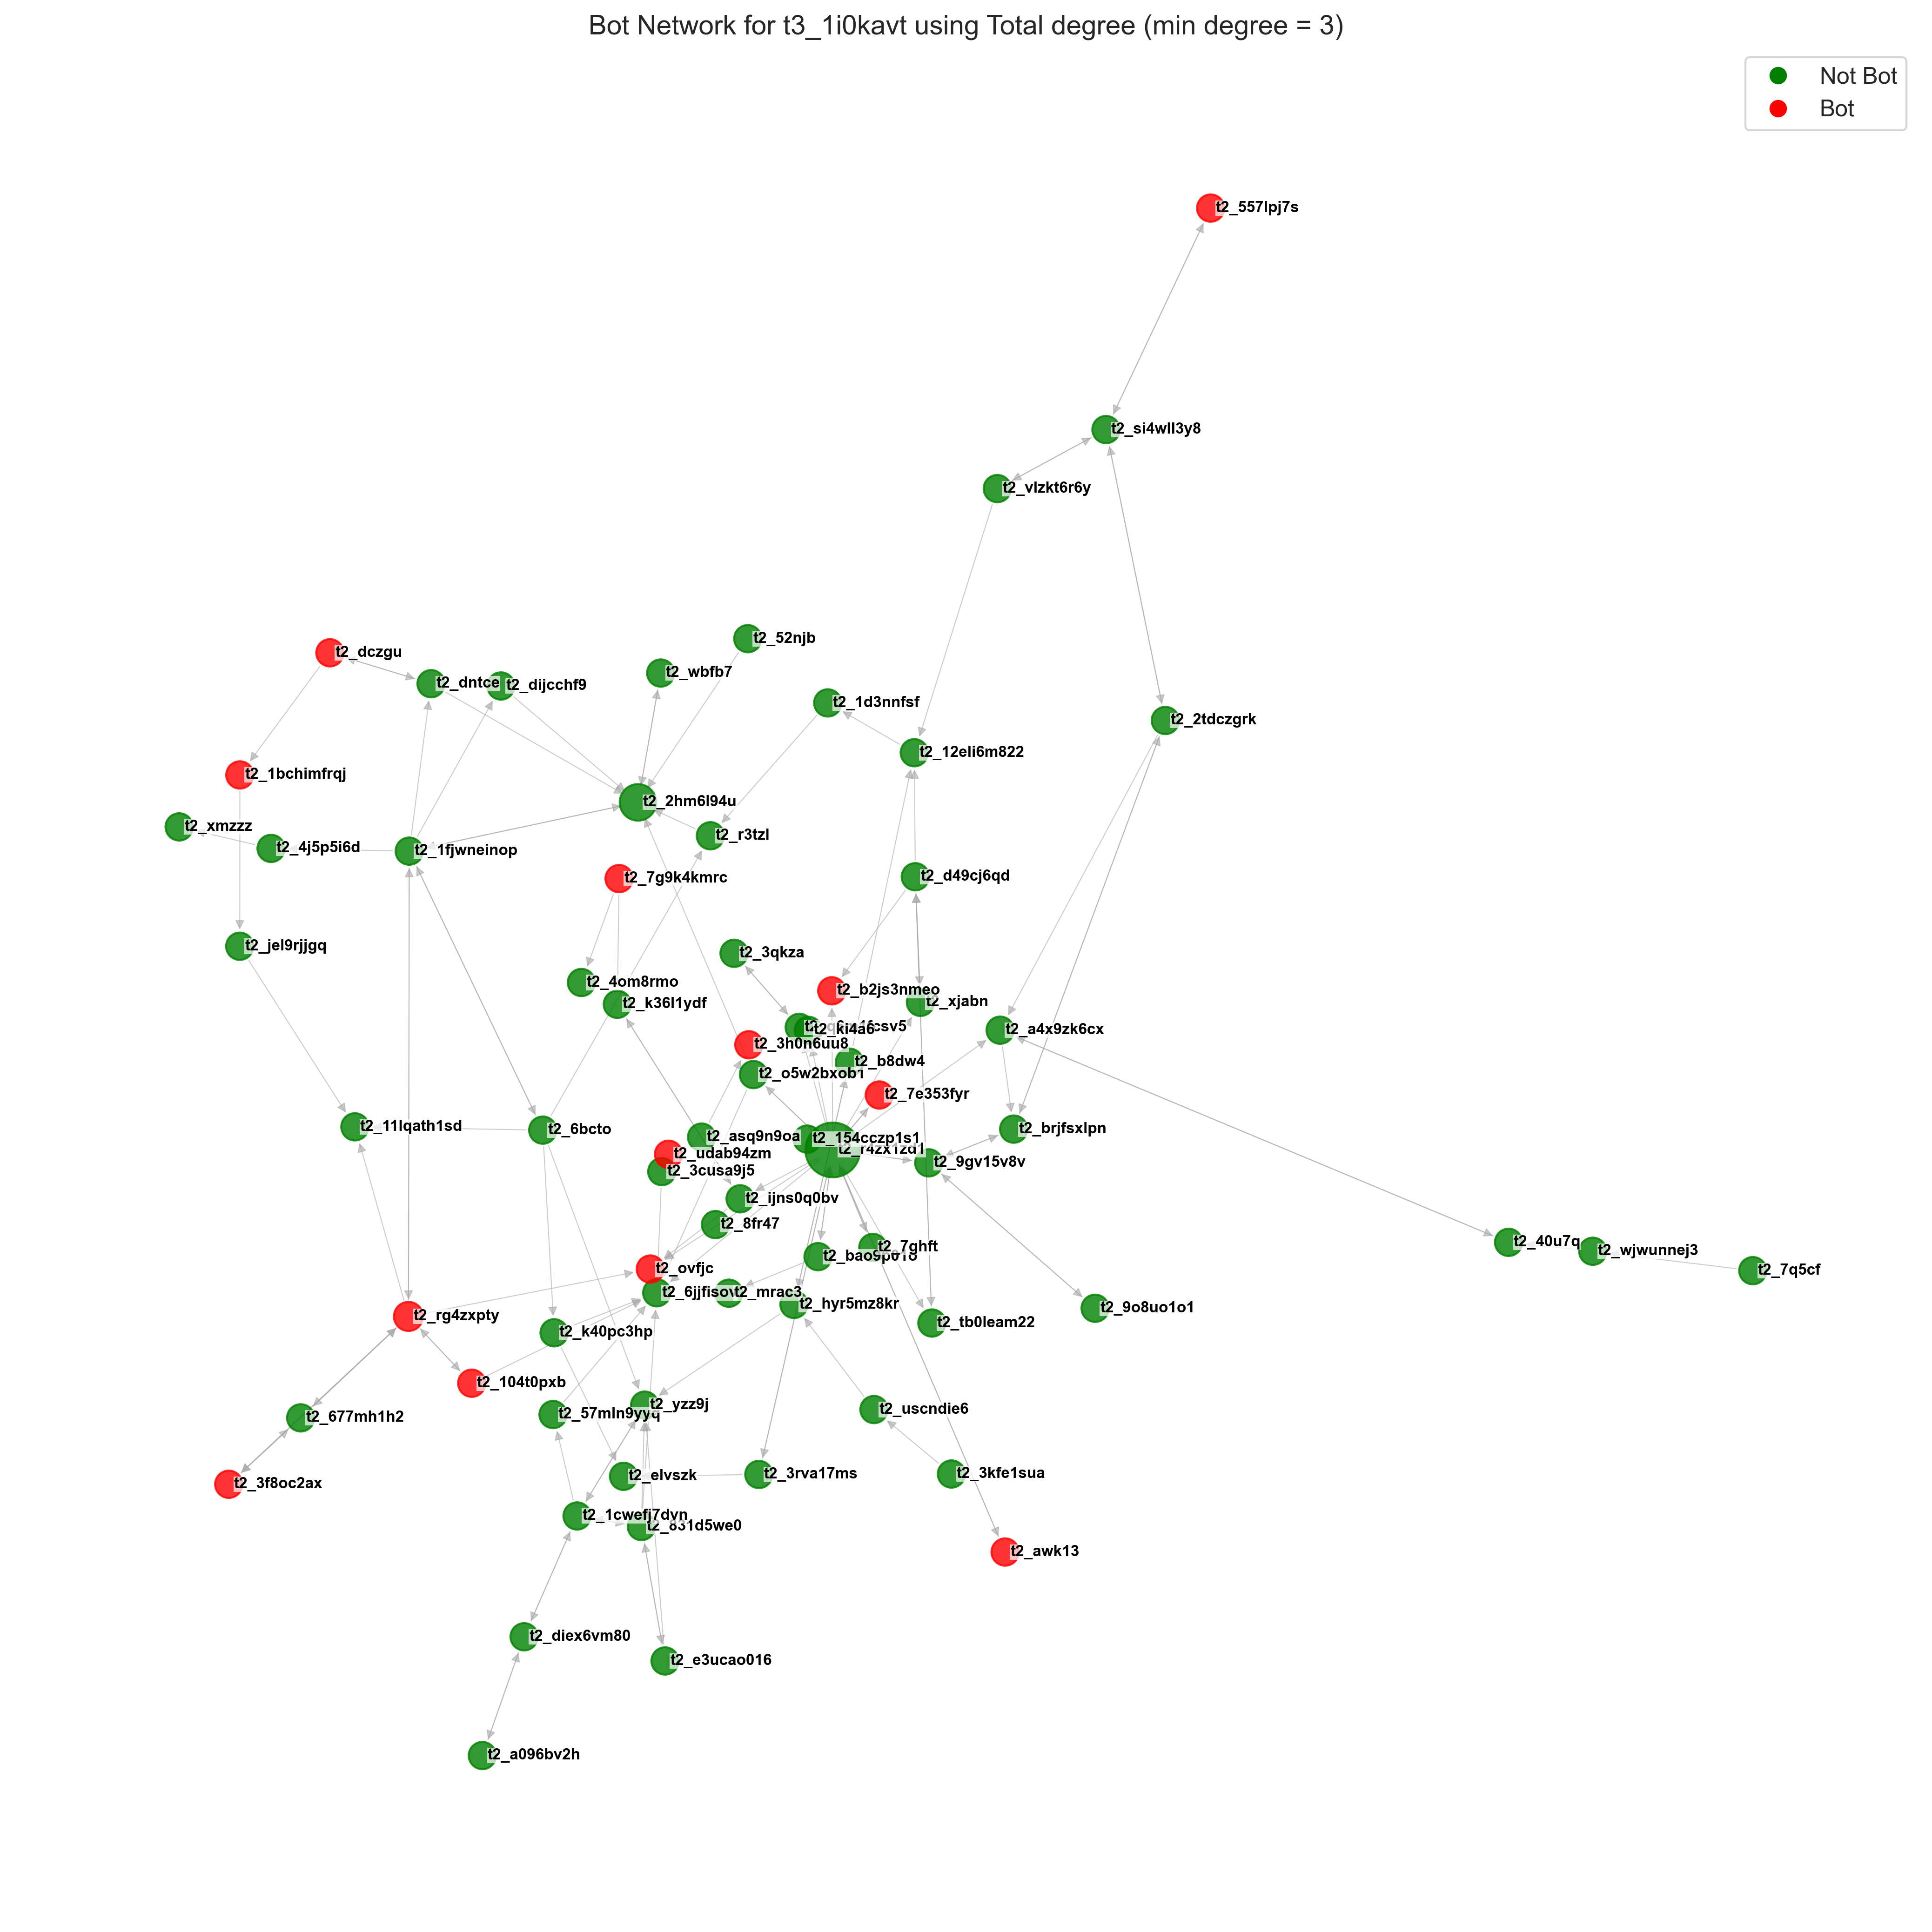 Bot Network for t3_1i0kavt using Total degree (min degree = 3)
Not Bot
Bot
t2_557lpj7s
t2_si4wll3y8
t2_vlzkt6r6y
t2_52njb
t2_dczgu
t2_wbfb7
t2_dntce
t2_dijcchf9
t2_1d3nnfsf
t2_2tdczgrk
t2_12eli6m822
t2_1bchimfrqj
t2_2hm6l94u
t2_xmzzz
t2_r3tzl
t2_4j5p5i6d
t2_1fjwneinop
t2_7g9k4kmrc
t2_d49cj6qd
t2_jel9rjjgq
t2_3qkza
t2_4om8rmo
t2_b2js3nmeo
t2_k36l1ydf
t2_xjabn
t2_ki4a6
t2_a4x9zk6cx
t2_3h0n6uu8
t2_b8dw4
t2_o5w2bxob1
t2_7e353fyr
t2_11lqath1sd
t2_6bcto
t2_brjfsxlpn
t2_asq9n9oa
t2_154cczp1s1
t2_udab94zm
t2_9gv15v8v
t2_3cusa9j5
t2_ijns0q0bv
t2_8fr47
t2_40u7q
t2_7ghft
t2_wjwunnej3
t2_ovfjc
t2_7q5cf
t2_mrac3
t2_hyr5mz8kr
t2_9o8uo1o1
t2_rg4zxpty
t2_tb0leam22
t2_k40pc3hp
t2_104t0pxb
t2_yzz9j
t2_uscndie6
t2_57mln9yyq
t2_677mh1h2
t2_3rva17ms
t2_3kfe1sua
t2_elvszk
t2_3f8oc2ax
t2_1cwefj7dvn
t2_831d5we0
t2_awk13
t2_diex6vm80
t2_e3ucao016
t2_a096bv2h